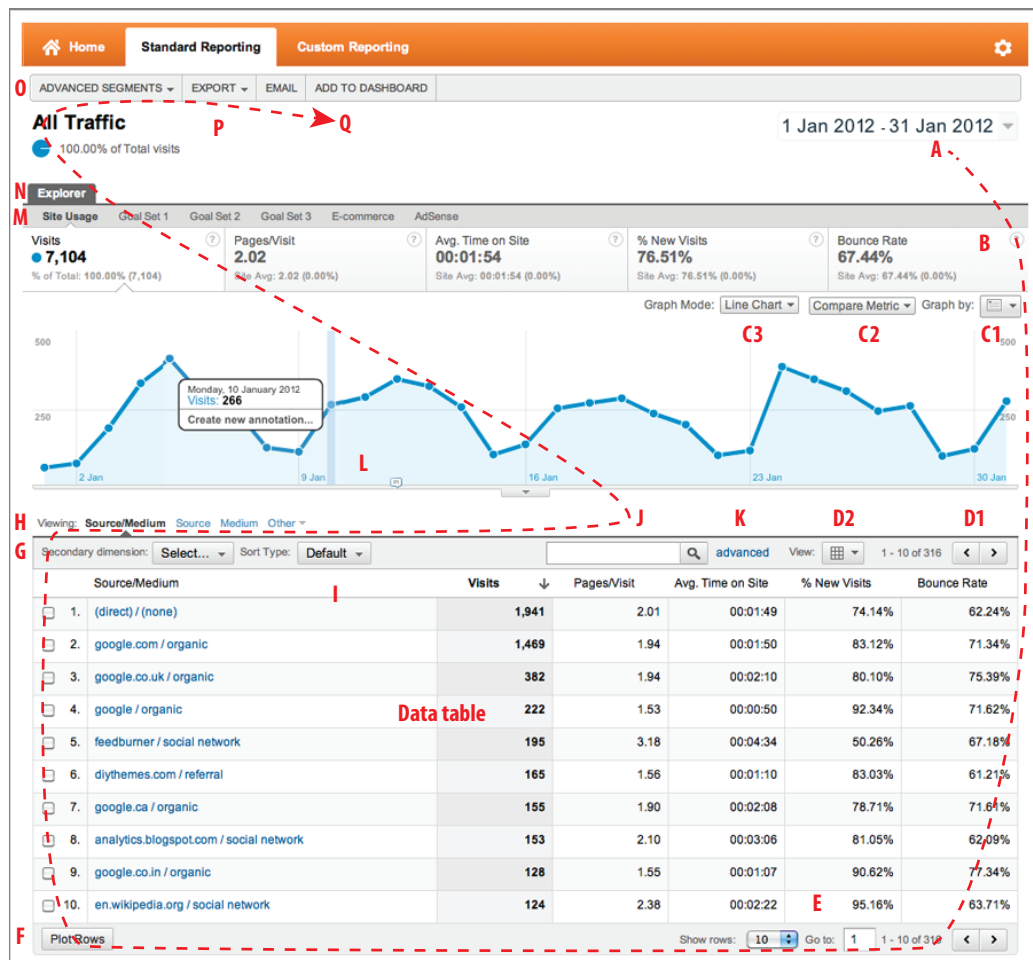 Home Standard Reporting Custom Reporting
O ADVANCED SEGMENTS EXPORT EMAIL ADD TO DASHBOARD
All Traffic P Q 1 Jan 2012 - 31 Jan 2012
100.00% of Total visits A
N Explorer
M Site Usage Goal Set 1 Goal Set 2 Goal Set 3 E-commerce AdSense
Visits ? Pages/Visit ? Avg. Time on Site ? % New Visits ? Bounce Rate B ?
7,104 2.02 00:01:54 76.51% 67.44%
% of Total: 100.00% (7,104) Site Avg: 2.02 (0.00%) Site Avg: 00:01:54 (0.00%) Site Avg: 76.51% (0.00%) Site Avg: 67.44% (0.00%)
Graph Mode: Line Chart Compare Metric Graph by:
C3 C2 C1
500 500
Monday, 10 January 2012
Visits: 266
250 250
Create new annotation...
L
2 Jan 9 Jan 16 Jan 23 Jan 30 Jan
H Viewing: Source/Medium Source Medium Other J K D2 D1
G Secondary dimension: Select... Sort Type: Default advanced View: 1 - 10 of 316 < >
Source/Medium I Visits Pages/Visit Avg. Time on Site % New Visits Bounce Rate
1. (direct) / (none) 1,941 2.01 00:01:49 74.14% 62.24%
2. google.com / organic 1,469 1.94 00:01:50 83.12% 71.34%
3. google.co.uk / organic 382 1.94 00:02:10 80.10% 75.39%
4. google / organic Data table 222 1.53 00:00:50 92.34% 71.62%
5. feedburner / social network 195 3.18 00:04:34 50.26% 67.18%
6. diythemes.com / referral 165 1.56 00:01:10 83.03% 61.21%
7. google.ca / organic 155 1.90 00:02:08 78.71% 71.61%
8. analytics.blogspot.com / social network 153 2.10 00:03:06 81.05% 62.09%
9. google.co.in / organic 128 1.55 00:01:07 90.62% 77.34%
10. en.wikipedia.org / social network 124 2.38 00:02:22 E 95.16% 63.71%
F Plot Rows Show rows: 10 Go to: 1 1 - 10 of 316 < >